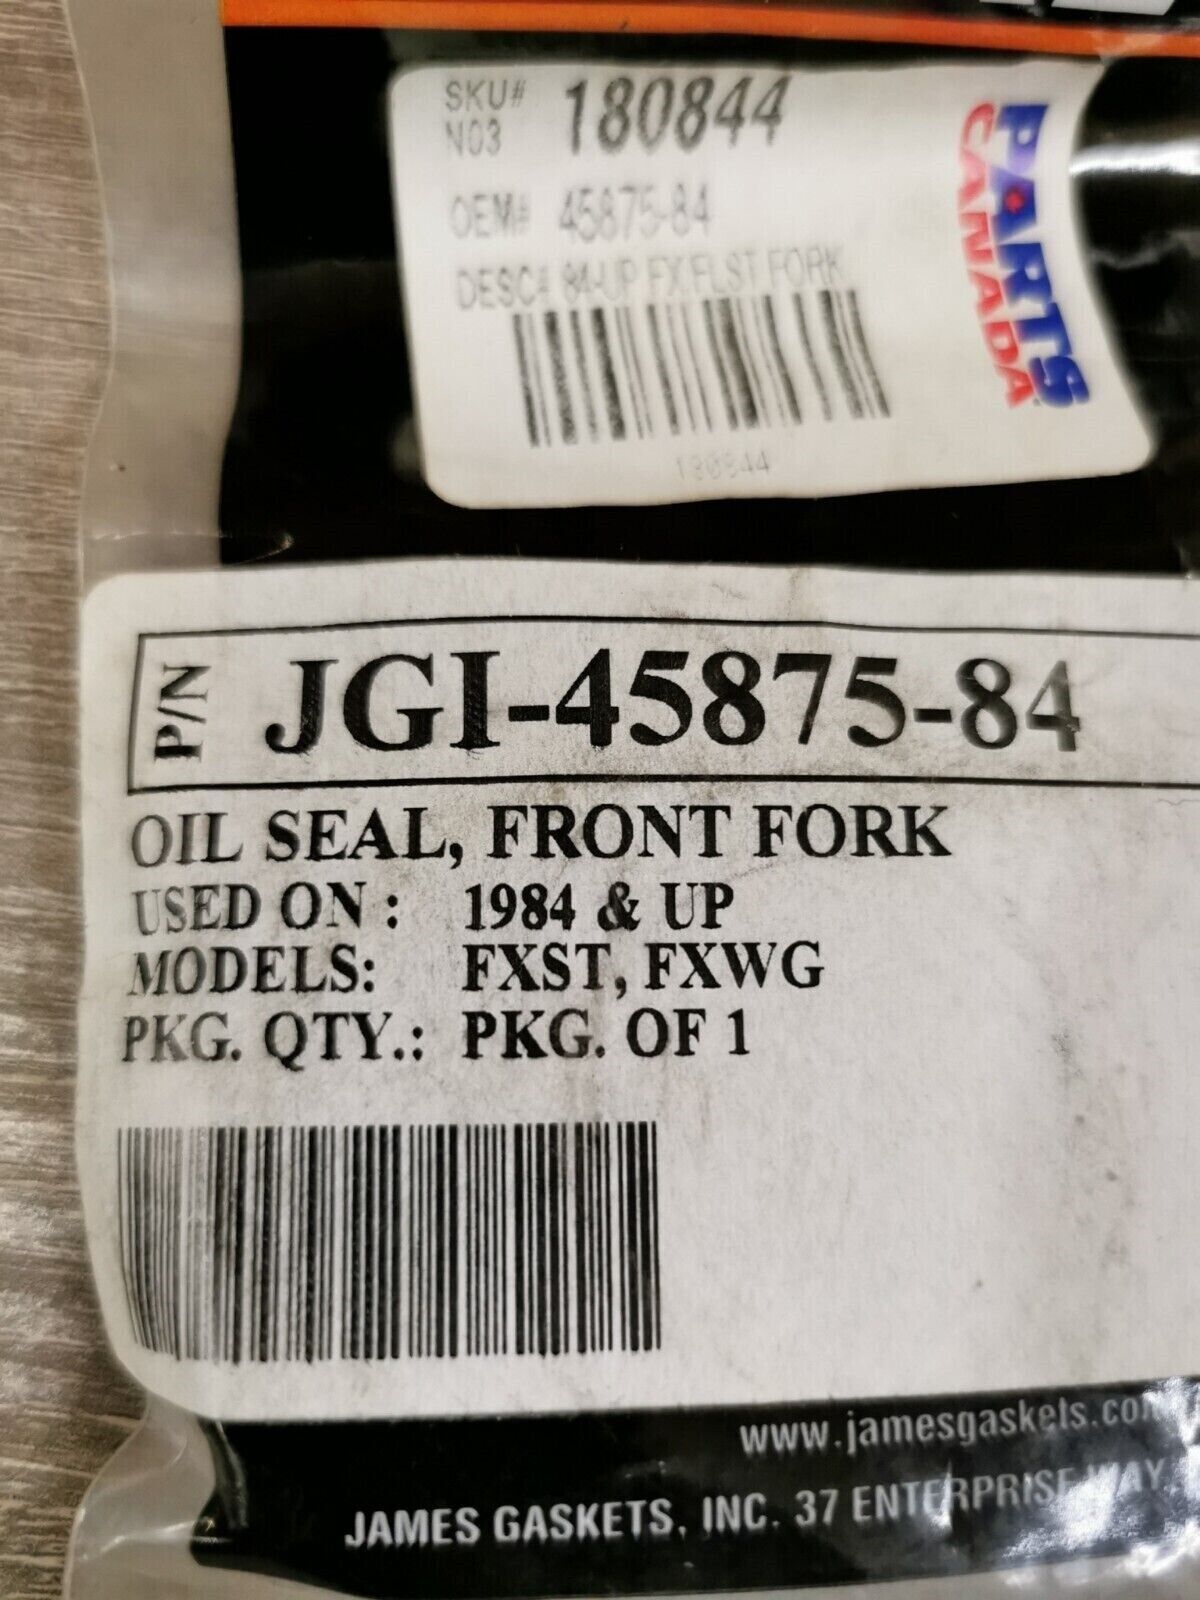 SKU# 180844
N03
OEM# 45875-84
DESC# 84-UP FX/FLST FORK
180844
PARTS
CANADA
P/N JGI-45875-84
OIL SEAL, FRONT FORK
USED ON : 1984 & UP
MODELS: FXST, FXWG
PKG. QTY.: PKG. OF 1
www.jamesgaskets.com
JAMES GASKETS, INC. 37 ENTERPRISE WAY,